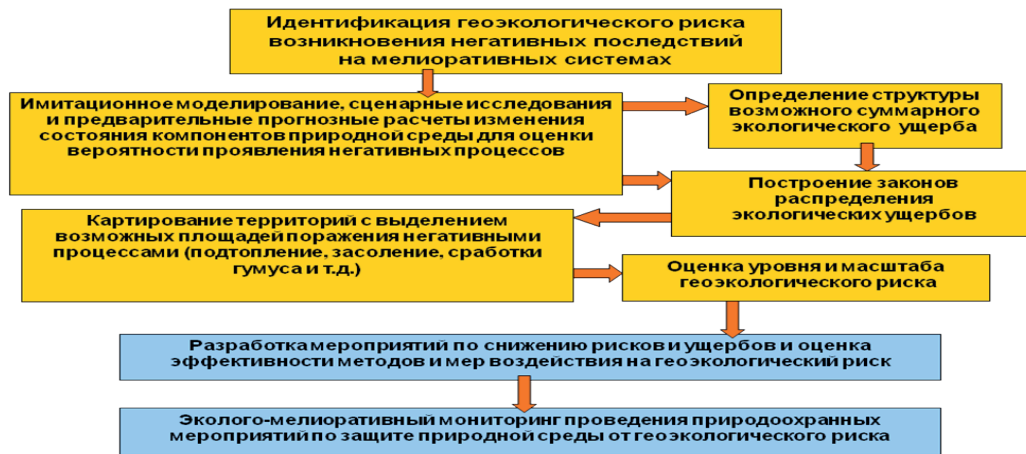 Идентификация геоэкологического риска
возникновения негативных последствий
на мелиоративных системах
Имитационное моделирование, сценарные исследования
и предварительные прогнозные расчеты изменения
состояния компонентов природной среды для оценки
вероятности проявления негативных процессов
Определение структуры
возможного суммарного
экологического ущерба
Построение законов
распределения
экологических ущербов
Картирование территорий с выделением
возможных площадей поражения негативными
процессами (подтопление, засоление, сработки
гумуса и т.д.)
Оценка уровня и масштаба
геоэкологического риска
Разработка мероприятий по снижению рисков и ущербов и оценка
эффективности методов и мер воздействия на геоэкологический риск
Эколого-мелиоративный мониторинг проведения природоохранных
мероприятий по защите природной среды от геоэкологического риска